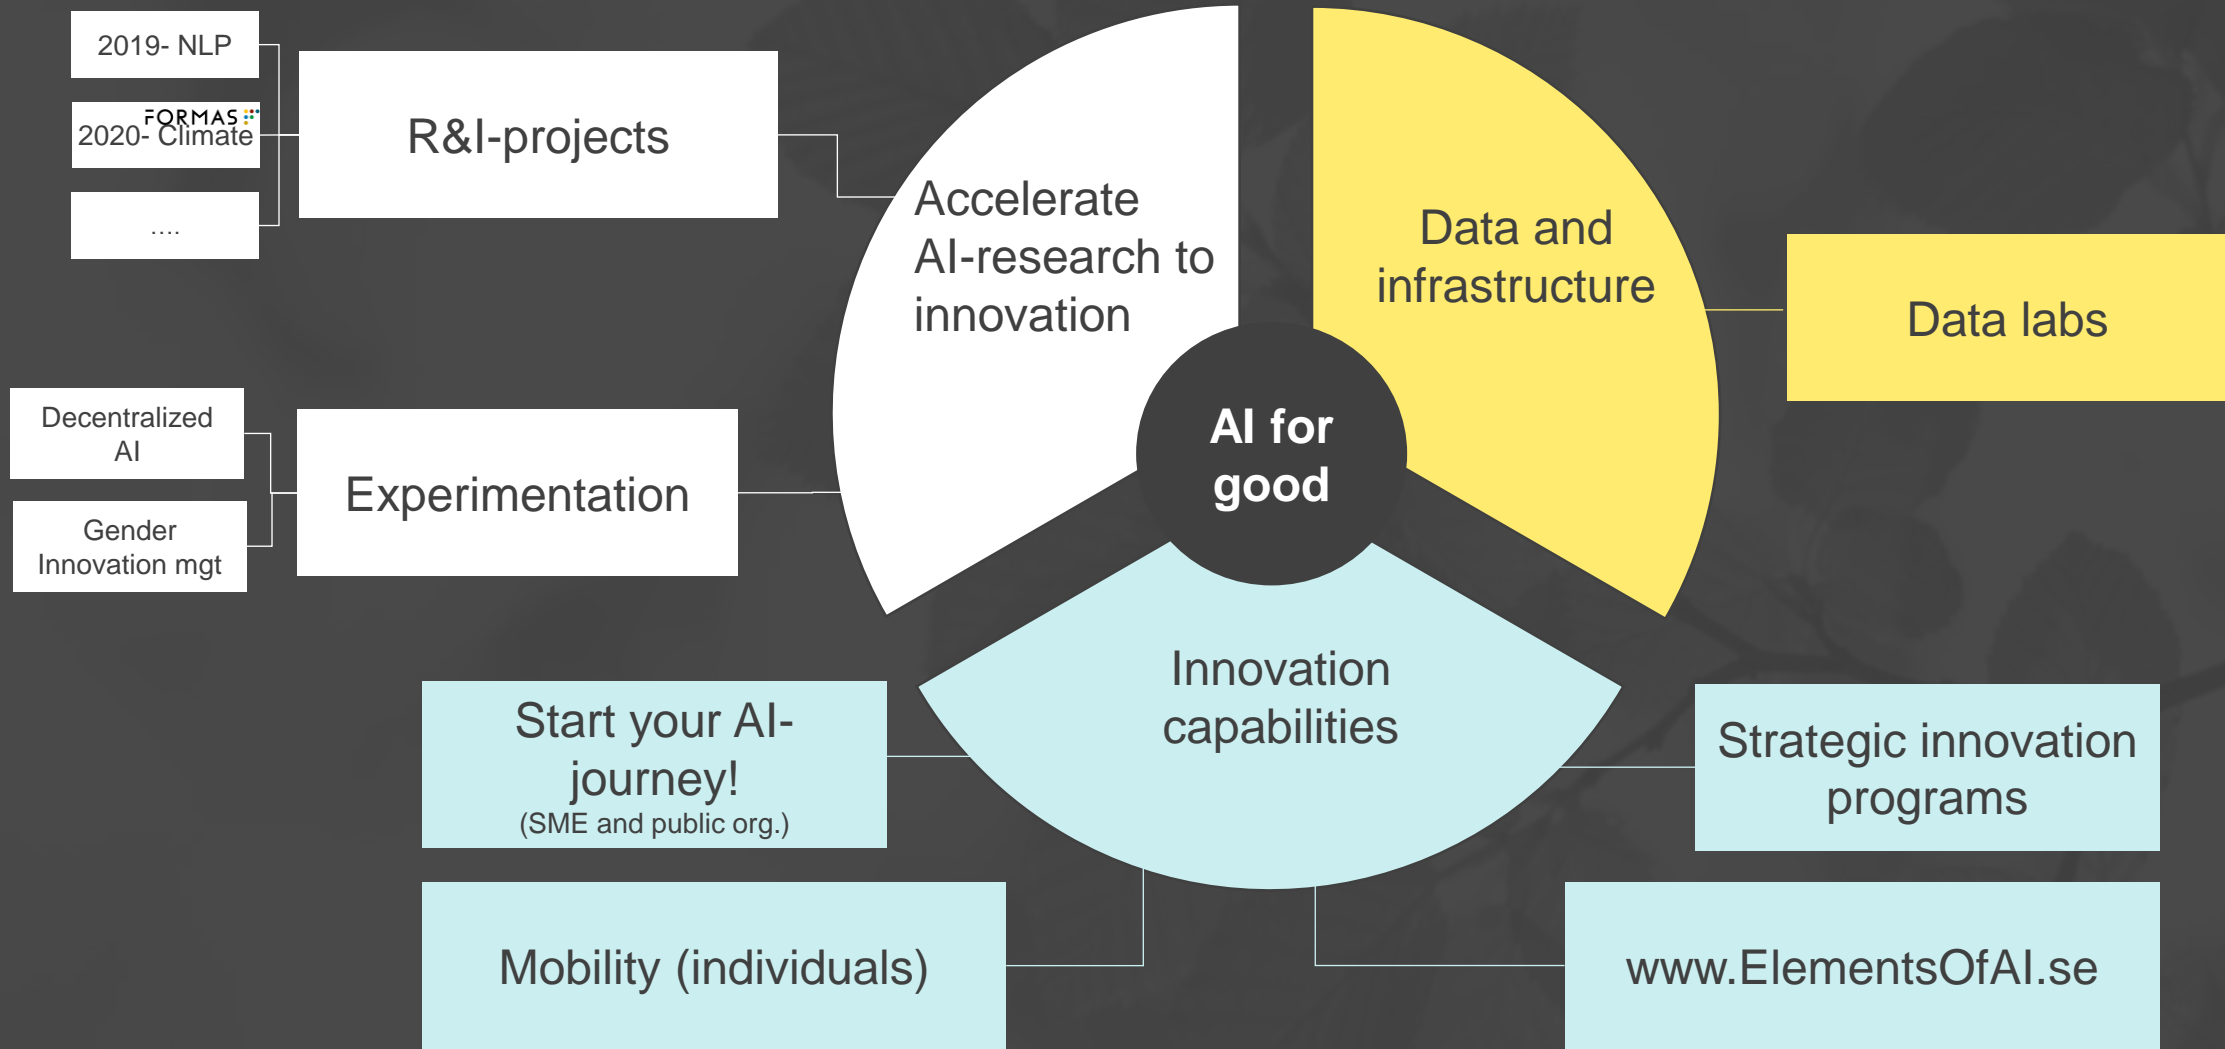 2019- NLP
FORMAS
2020- Climate
....
R&I-projects
Decentralized
AI
Gender
Innovation mgt
Experimentation
Accelerate
AI-research to
innovation
Data and
infrastructure
Data labs
AI for
good
Innovation
capabilities
Start your AI-
journey!
(SME and public org.)
Mobility (individuals)
Strategic innovation
programs
www.ElementsOfAI.se